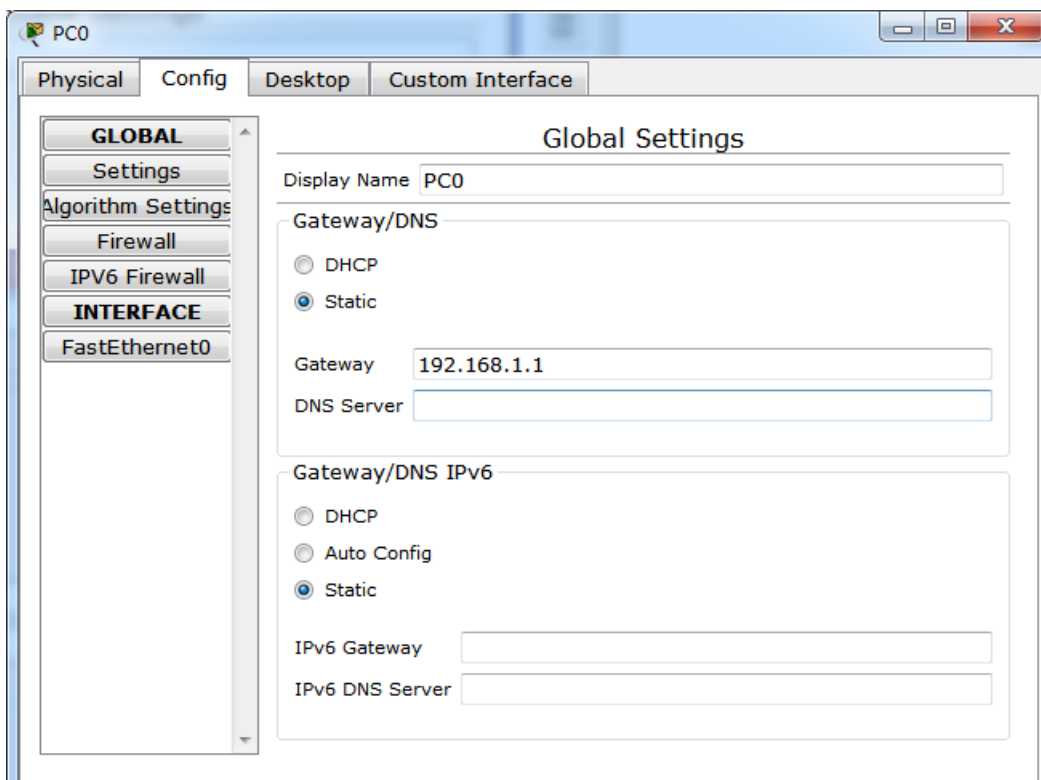 PC0
Physical Config Desktop Custom Interface
GLOBAL
Settings
Algorithm Settings
Firewall
IPV6 Firewall
INTERFACE
FastEthernet0
Global Settings
Display Name PC0
Gateway/DNS
DHCP
Static
Gateway 192.168.1.1
DNS Server
Gateway/DNS IPv6
DHCP
Auto Config
Static
IPv6 Gateway
IPv6 DNS Server